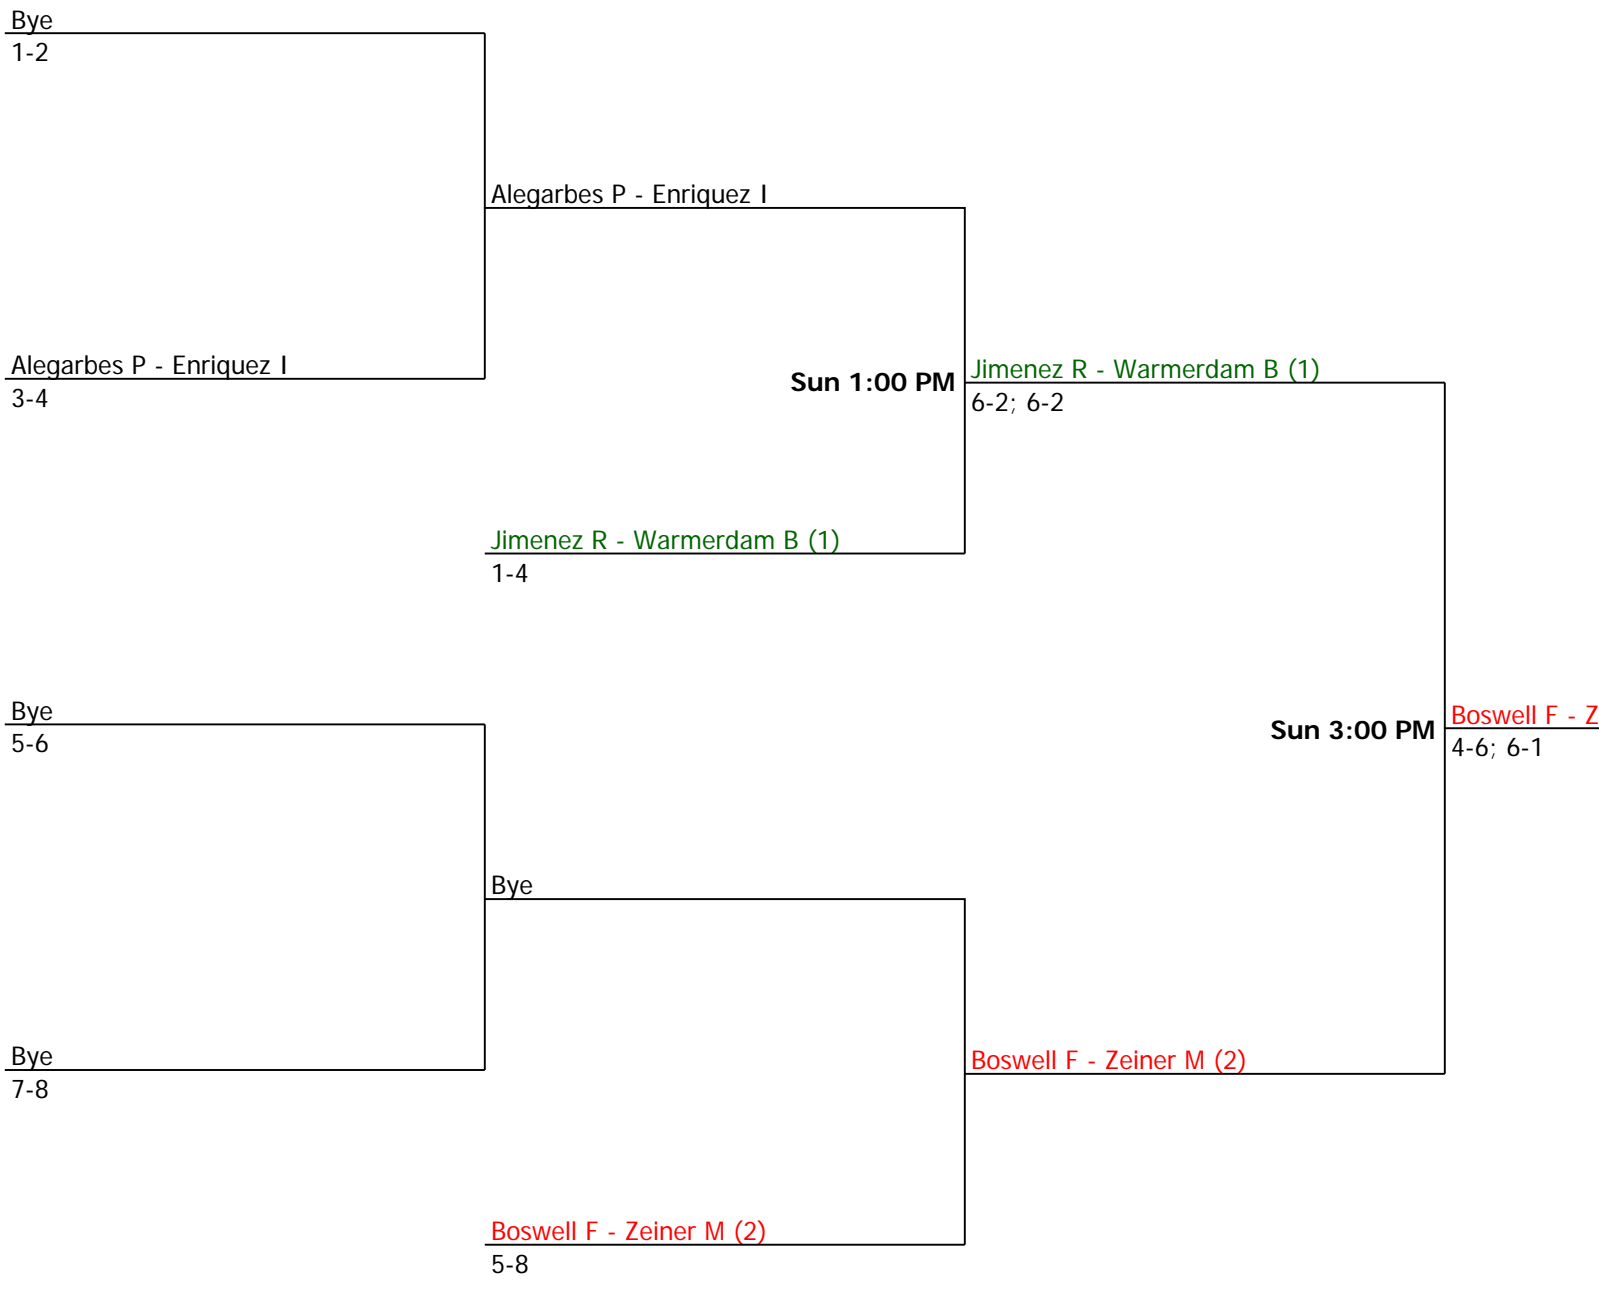 Bye
1-2
Alegarbes P - Enriquez I
Alegarbes P - Enriquez I
3-4
Sun 1:00 PM
Jimenez R - Warmerdam B (1)
6-2; 6-2
Jimenez R - Warmerdam B (1)
1-4
Bye
5-6
Sun 3:00 PM
Boswell F - Z
4-6; 6-1
Bye
Bye
7-8
Boswell F - Zeiner M (2)
Boswell F - Zeiner M (2)
5-8